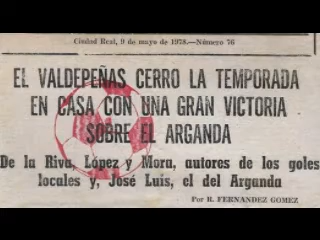 Ciudad Real, 9 de mayo de 1978.—Número 76
EL VALDEPEÑAS CERRO LA TEMPORADA
EN CASA CON UNA GRAN VICTORIA
SOBRE EL ARGANDA
De la Riva, López y Mora, autores de los goles
locales y, José Luis, el del Arganda
Por R. FERNANDEZ GOMEZ